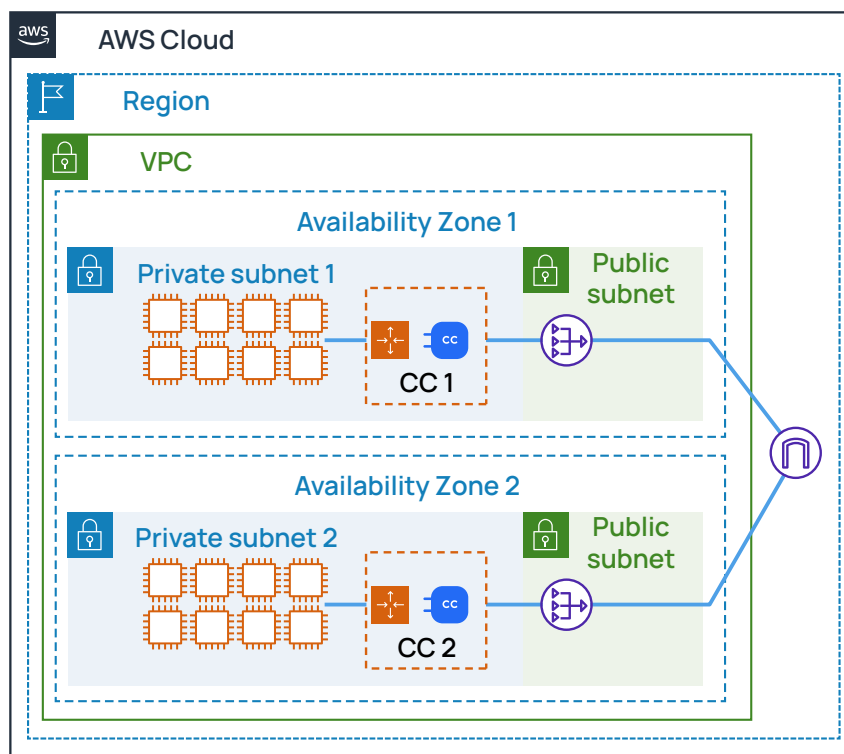 aws
AWS Cloud
Region
VPC
Availability Zone 1
Private subnet 1
Public
subnet
CC
CC 1
Availability Zone 2
Private subnet 2
Public
subnet
CC
CC 2